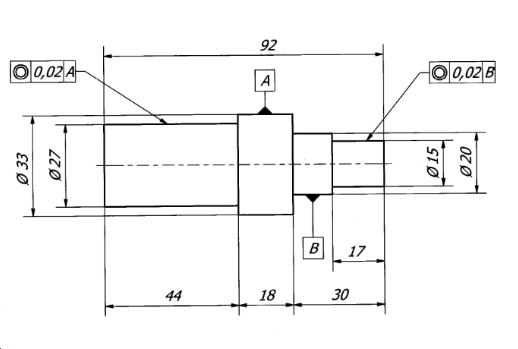 92
◎ 0,02 A
A
◎ 0,02 B
Ø 33
Ø 27
Ø 15
Ø 20
B
17
44
18
30